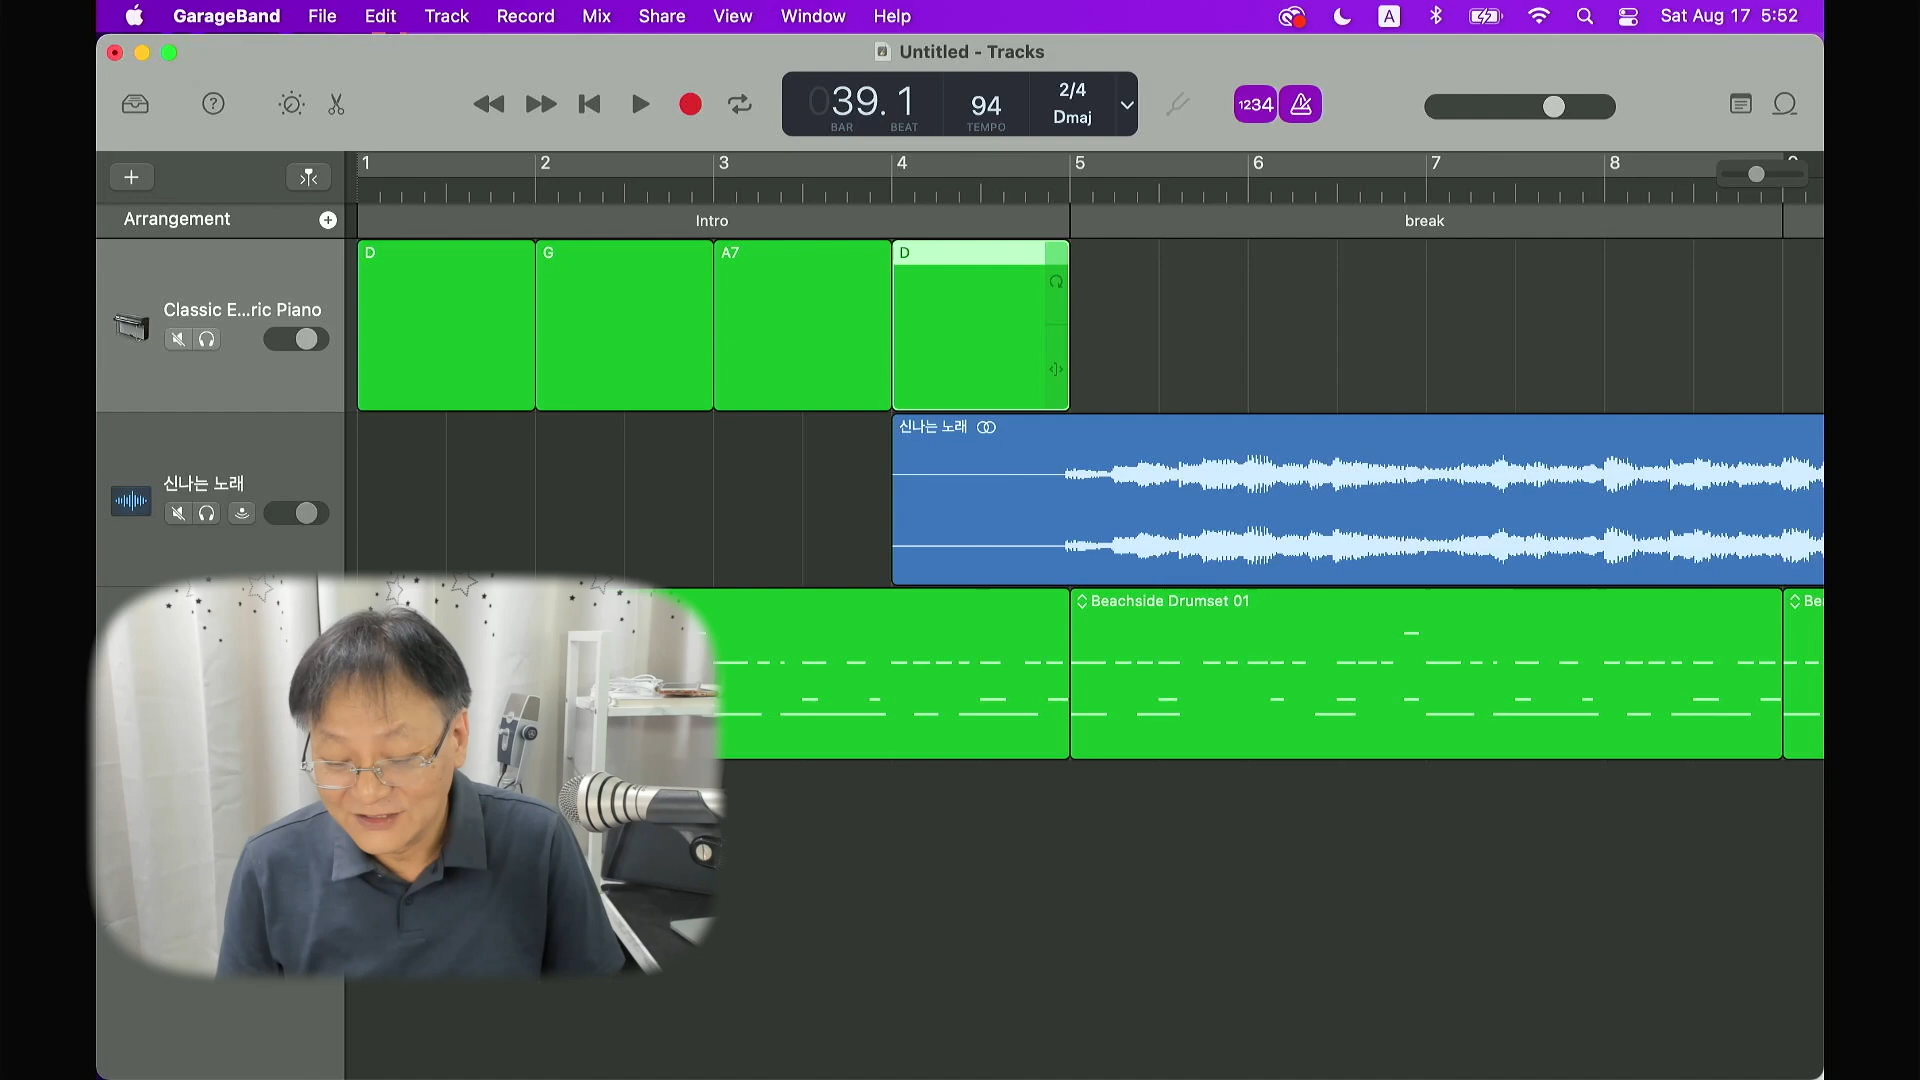 GarageBand File Edit Track Record Mix Share View Window Help A Sat Aug 17 5:52
Untitled - Tracks
039.1 94 2/4
Dmaj
BAR BEAT TEMPO
1234
1 2 3 4 5 6 7 8
Arrangement Intro break
D G A7 D
Classic E...ric Piano
신나는 노래
신나는 노래
Beachside Drumset 01